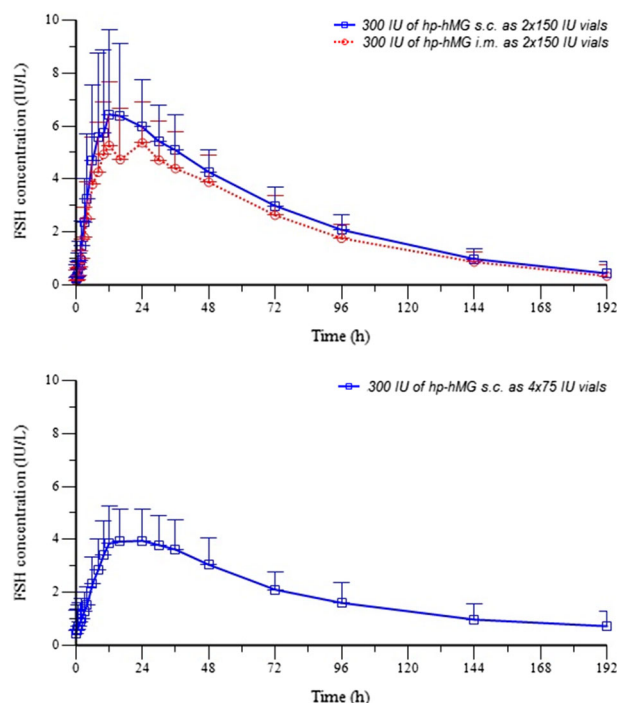 300 IU of hp-hMG s.c. as 2x150 IU vials
300 IU of hp-hMG i.m. as 2x150 IU vials
FSH concentration (IU/L)
10
8
6
4
2
0
0 24 48 72 96 120 144 168 192
Time (h)
300 IU of hp-hMG s.c. as 4x75 IU vials
FSH concentration (IU/L)
10
8
6
4
2
0
0 24 48 72 96 120 144 168 192
Time (h)